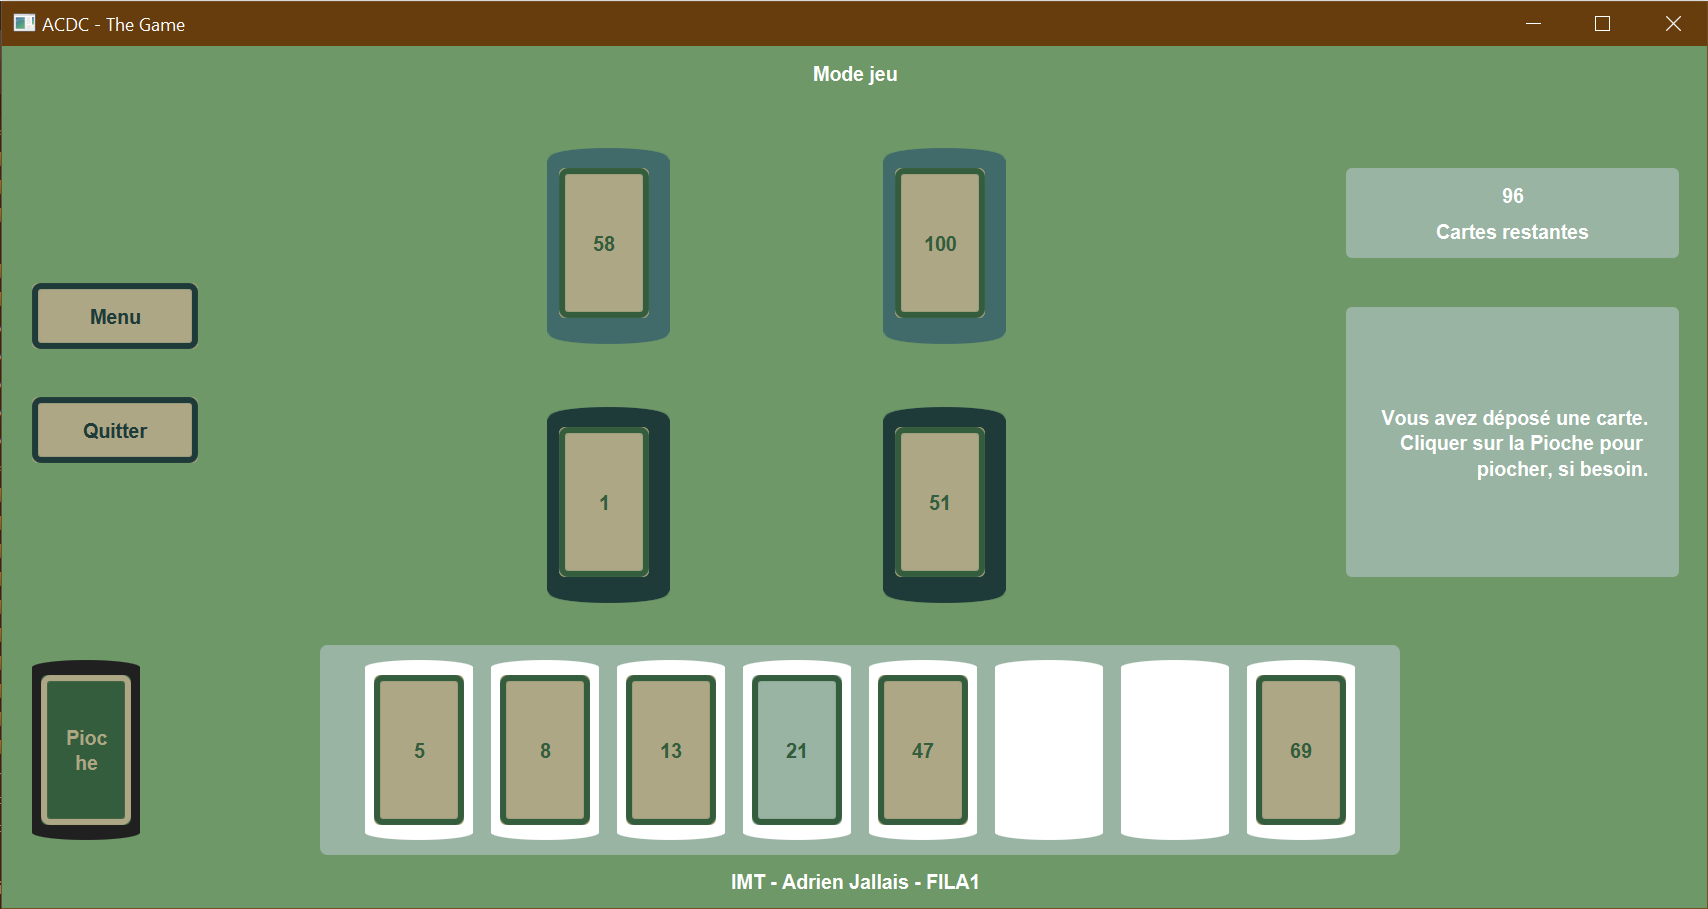 ACDC - The Game
Mode jeu
58
100
96
Cartes restantes
Menu
Quitter
Vous avez déposé une carte.
Cliquer sur la Pioche pour
piocher, si besoin.
1
51
Pioc
he
5
8
13
21
47
69
IMT - Adrien Jallais - FILA1